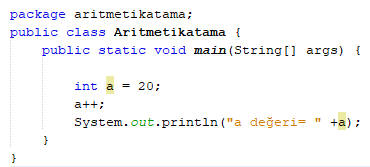 package aritmetikatama;
public class Aritmetikatama {
public static void main(String[] args) {
int a = 20;
a++;
System.out.println("a değeri= " +a);
}
}